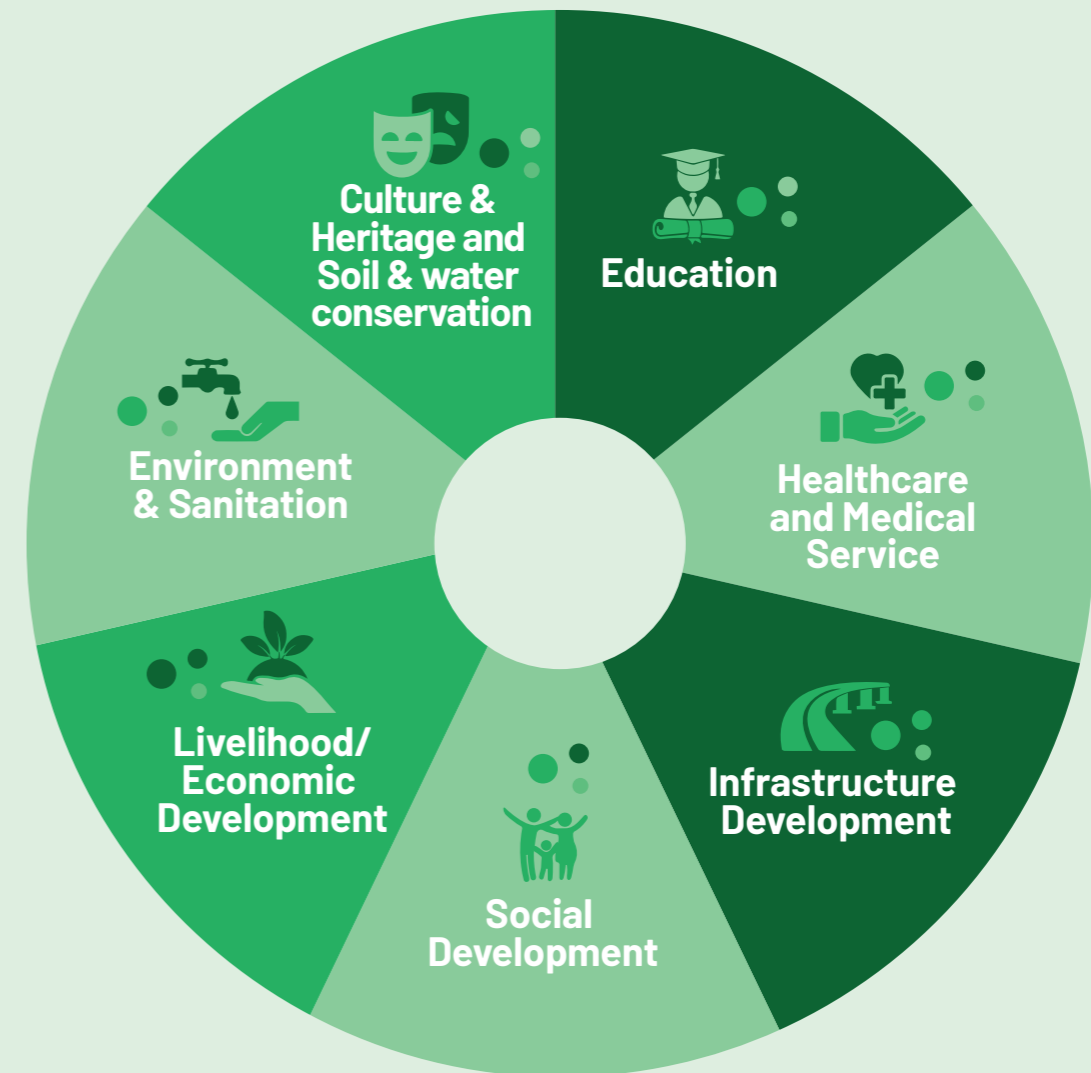 Culture &
Heritage and
Soil & water
conservation
Education
Healthcare
and Medical
Service
Infrastructure
Development
Social
Development
Livelihood/
Economic
Development
Environment
& Sanitation